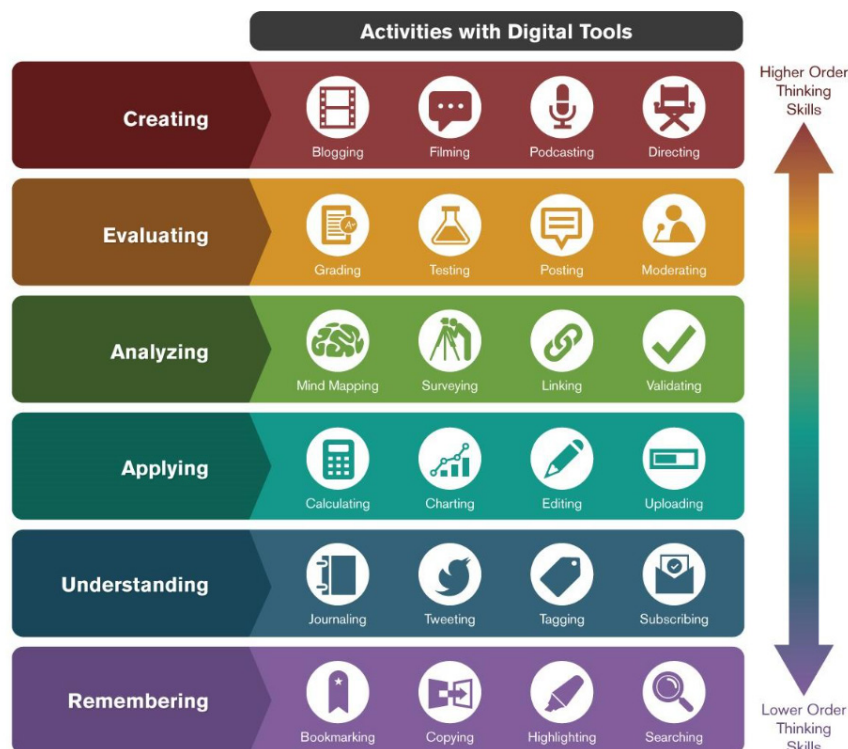 Activities with Digital Tools
Higher Order
Thinking
Skills
Creating
Blogging Filming Podcasting Directing
Evaluating
A+
Grading Testing Posting Moderating
Analyzing
Mind Mapping Surveying Linking Validating
Applying
Calculating Charting Editing Uploading
Understanding
Journaling Tweeting Tagging Subscribing
Remembering
Bookmarking Copying Highlighting Searching
Lower Order
Thinking
Skills